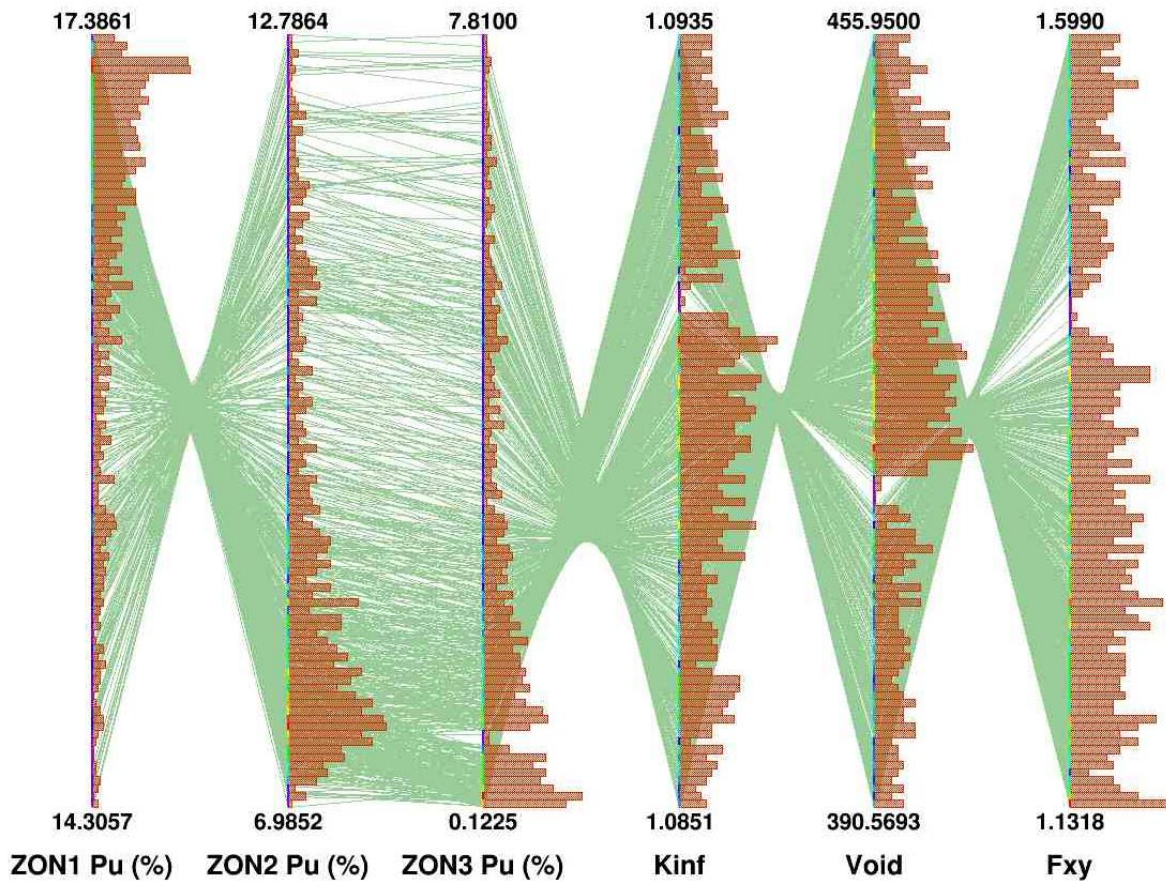 17.3861 12.7864 7.8100 1.0935 455.9500 1.5990
14.3057 6.9852 0.1225 1.0851 390.5693 1.1318
ZON1 Pu (%) ZON2 Pu (%) ZON3 Pu (%) Kinf Void Fxy